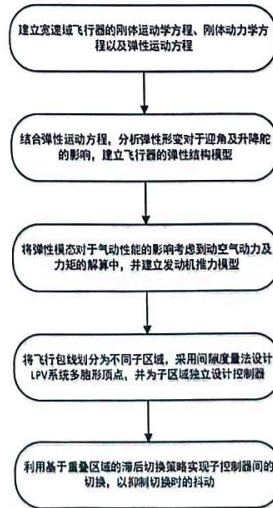 建立宽速域飞行器的刚体运动学方程、刚体动力学方
程以及弹性运动方程
结合弹性运动方程，分析弹性形变对于迎角及升降舵
的影响，建立飞行器的弹性结构模型
将弹性模态对于气动性能的影响考虑到动空气动力及
力矩的解算中，并建立发动机推力模型
将飞行包线划分为不同子区域，采用间隙度量法设计
LPV系统多胞形顶点，并为子区域独立设计控制器
利用基于重叠区域的滞后切换策略实现子控制器间的
切换，以抑制切换时的抖动